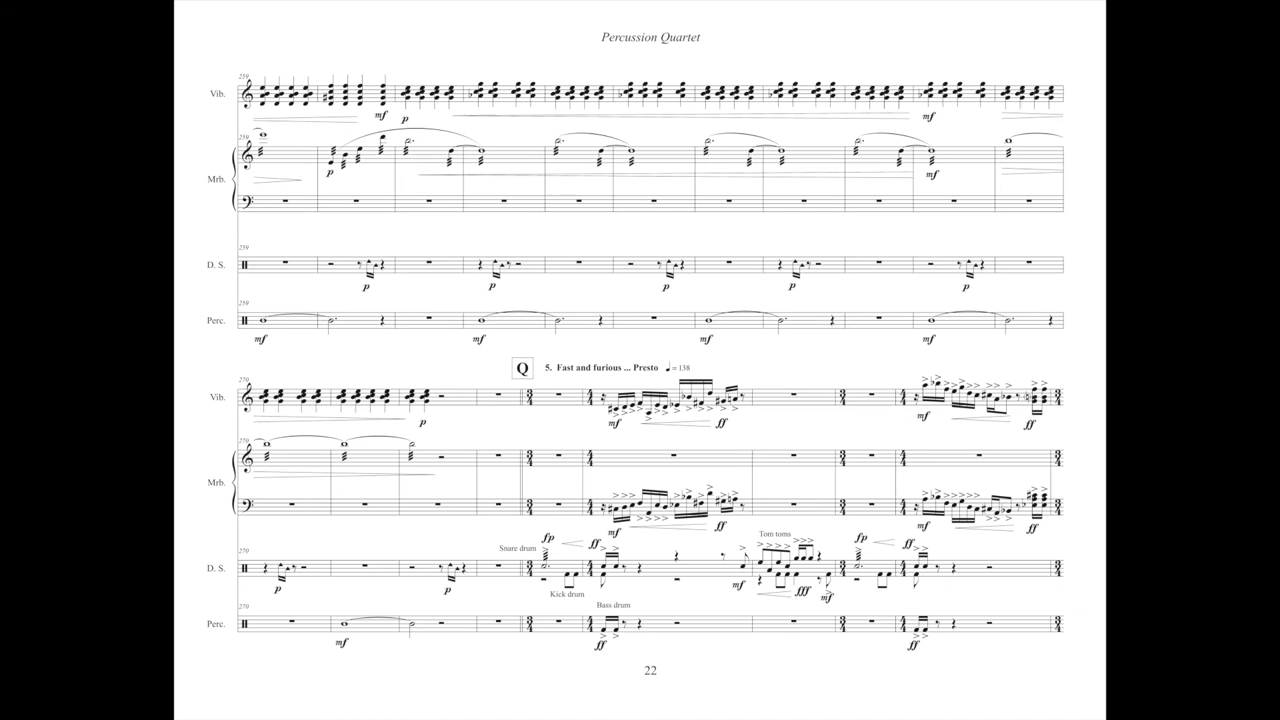 Percussion Quartet
259
Vib.
mf p mf
259
Mrb.
p mf
259
D. S.
p p p p p
259
Perc.
mf mf mf mf
Q 5. Fast and furious ... Presto ♩ = 138
270
Vib.
p mf ff mf ff
270
Mrb.
mf ff mf ff
fp ff Tom toms fp ff
Snare drum
270
D. S.
p p mf fff mf
Kick drum
Bass drum
270
Perc.
mf ff ff
22